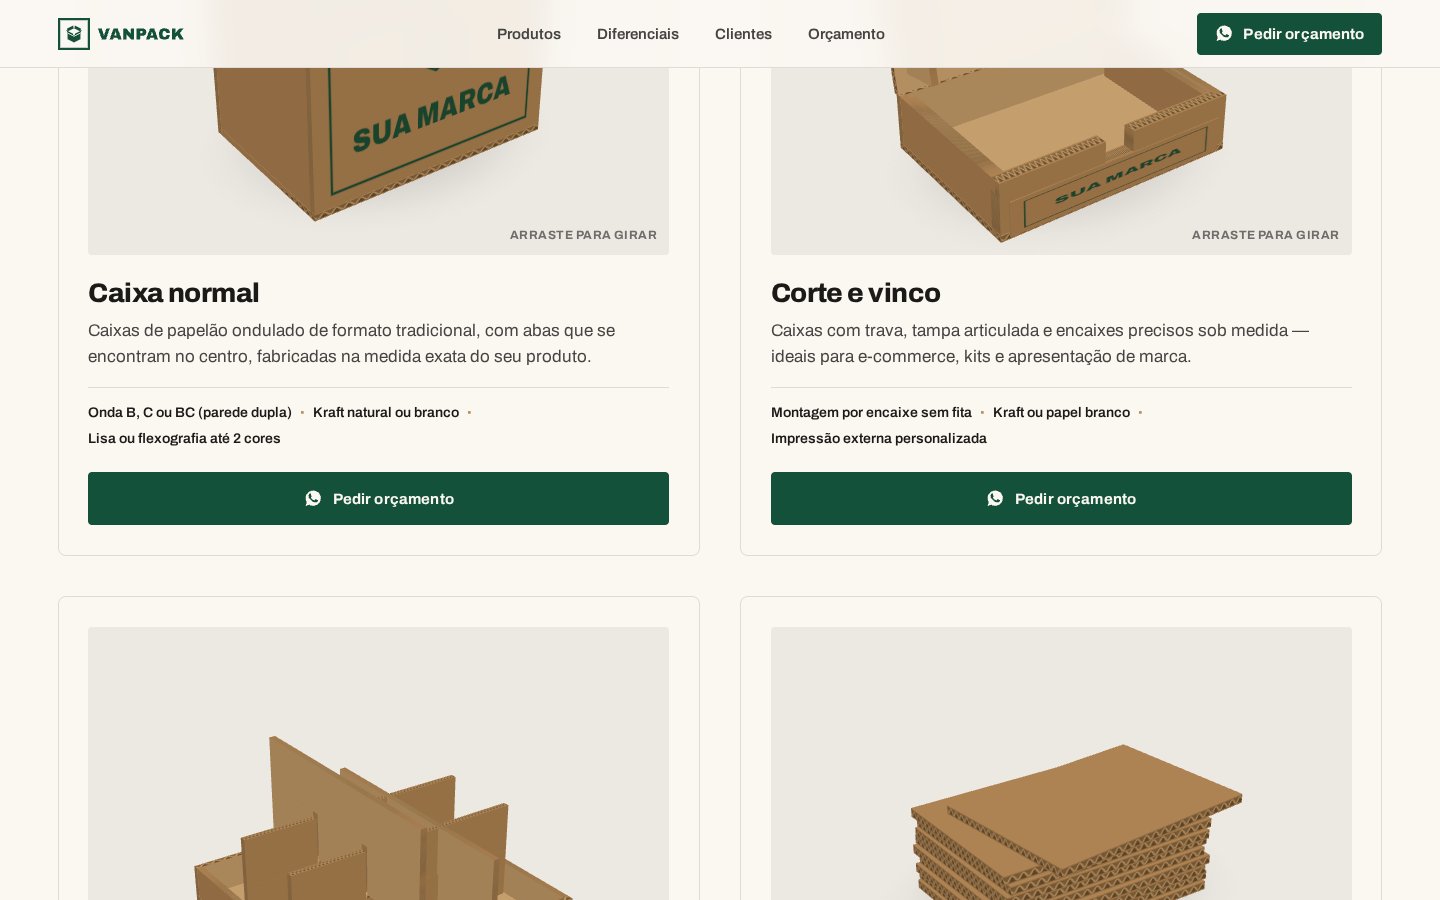 VANPACK
Produtos
Diferenciais
Clientes
Orçamento
Pedir orçamento
SUA MARCA
ARRASTE PARA GIRAR
Caixa normal
Caixas de papelão ondulado de formato tradicional, com abas que se
encontram no centro, fabricadas na medida exata do seu produto.
Onda B, C ou BC (parede dupla) • Kraft natural ou branco •
Lisa ou flexografia até 2 cores
Pedir orçamento
SUA MARCA
ARRASTE PARA GIRAR
Corte e vinco
Caixas com trava, tampa articulada e encaixes precisos sob medida —
ideais para e-commerce, kits e apresentação de marca.
Montagem por encaixe sem fita • Kraft ou papel branco •
Impressão externa personalizada
Pedir orçamento